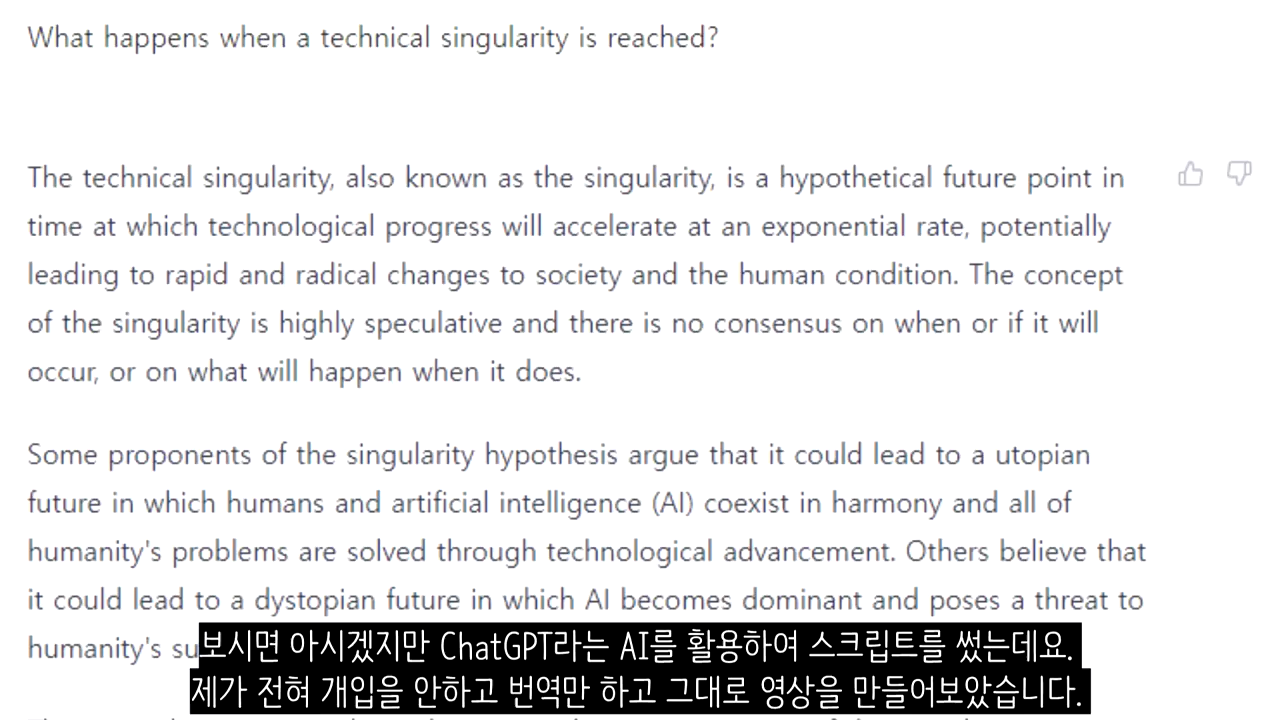 What happens when a technical singularity is reached?
The technical singularity, also known as the singularity, is a hypothetical future point in
time at which technological progress will accelerate at an exponential rate, potentially
leading to rapid and radical changes to society and the human condition. The concept
of the singularity is highly speculative and there is no consensus on when or if it will
occur, or on what will happen when it does.
Some proponents of the singularity hypothesis argue that it could lead to a utopian
future in which humans and artificial intelligence (AI) coexist in harmony and all of
humanity's problems are solved through technological advancement. Others believe that
it could lead to a dystopian future in which AI becomes dominant and poses a threat to
humanity's su
보시면 아시겠지만 ChatGPT라는 AI를 활용하여 스크립트를 썼는데요.
제가 전혀 개입을 안하고 번역만 하고 그대로 영상을 만들어보았습니다.